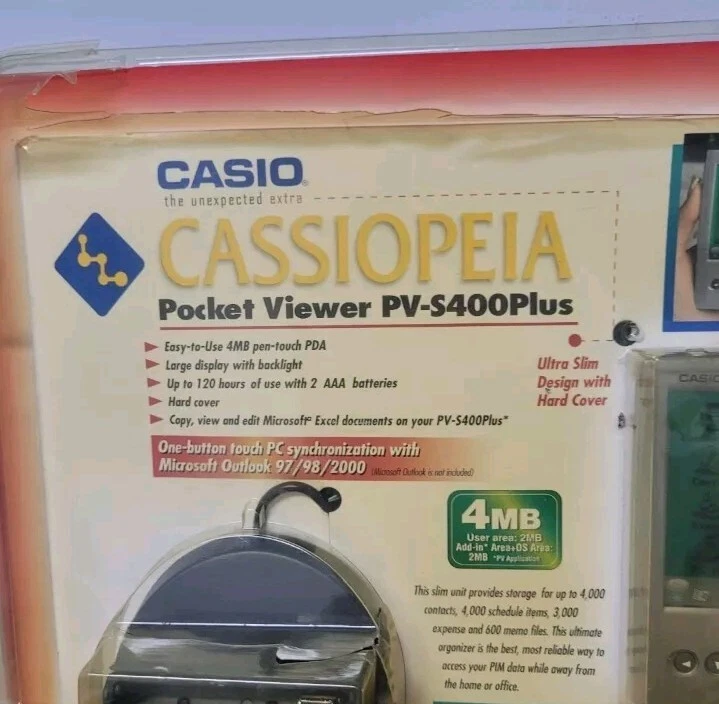 CASIO
the unexpected extra
CASSIOPEIA
Pocket Viewer PV-S400Plus
Easy-to-Use 4MB pen-touch PDA
Large display with backlight
Up to 120 hours of use with 2 AAA batteries
Hard cover
Copy, view and edit Microsoft® Excel documents on your PV-S400Plus*
Ultra Slim
Design with
Hard Cover
One-button touch PC synchronization with
Microsoft Outlook 97/98/2000 (Microsoft Outlook is not included)
CASIO
4MB
User area: 2MB
Add-in* Area+OS Area:
2MB *PV Application
This slim unit provides storage for up to 4,000
contacts, 4,000 schedule items, 3,000
expense and 600 memo files. This ultimate
organizer is the best, most reliable way to
access your PIM data while away from
the home or office.